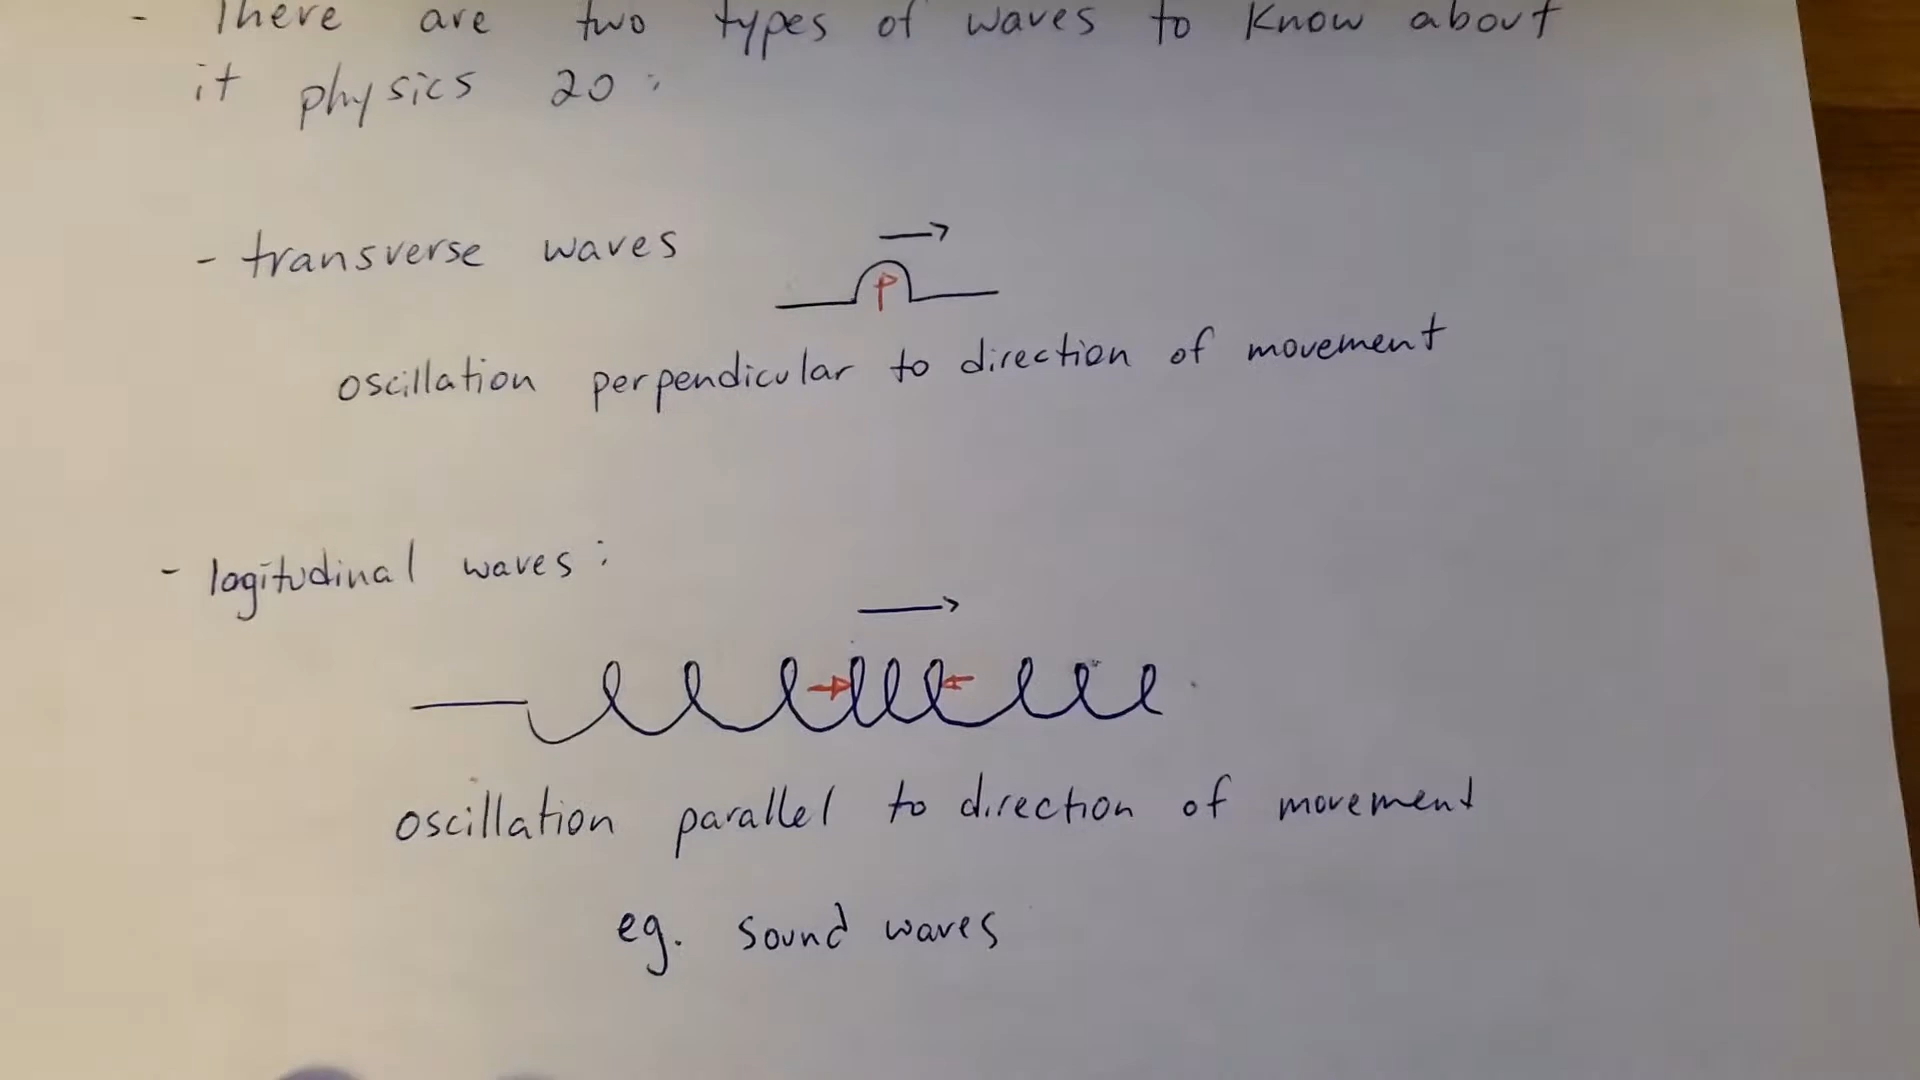 - There are two types of waves to know about
it physics 20:
- transverse waves
P
oscillation perpendicular to direction of movement
- logitudinal waves:
oscillation parallel to direction of movement
eg. sound waves